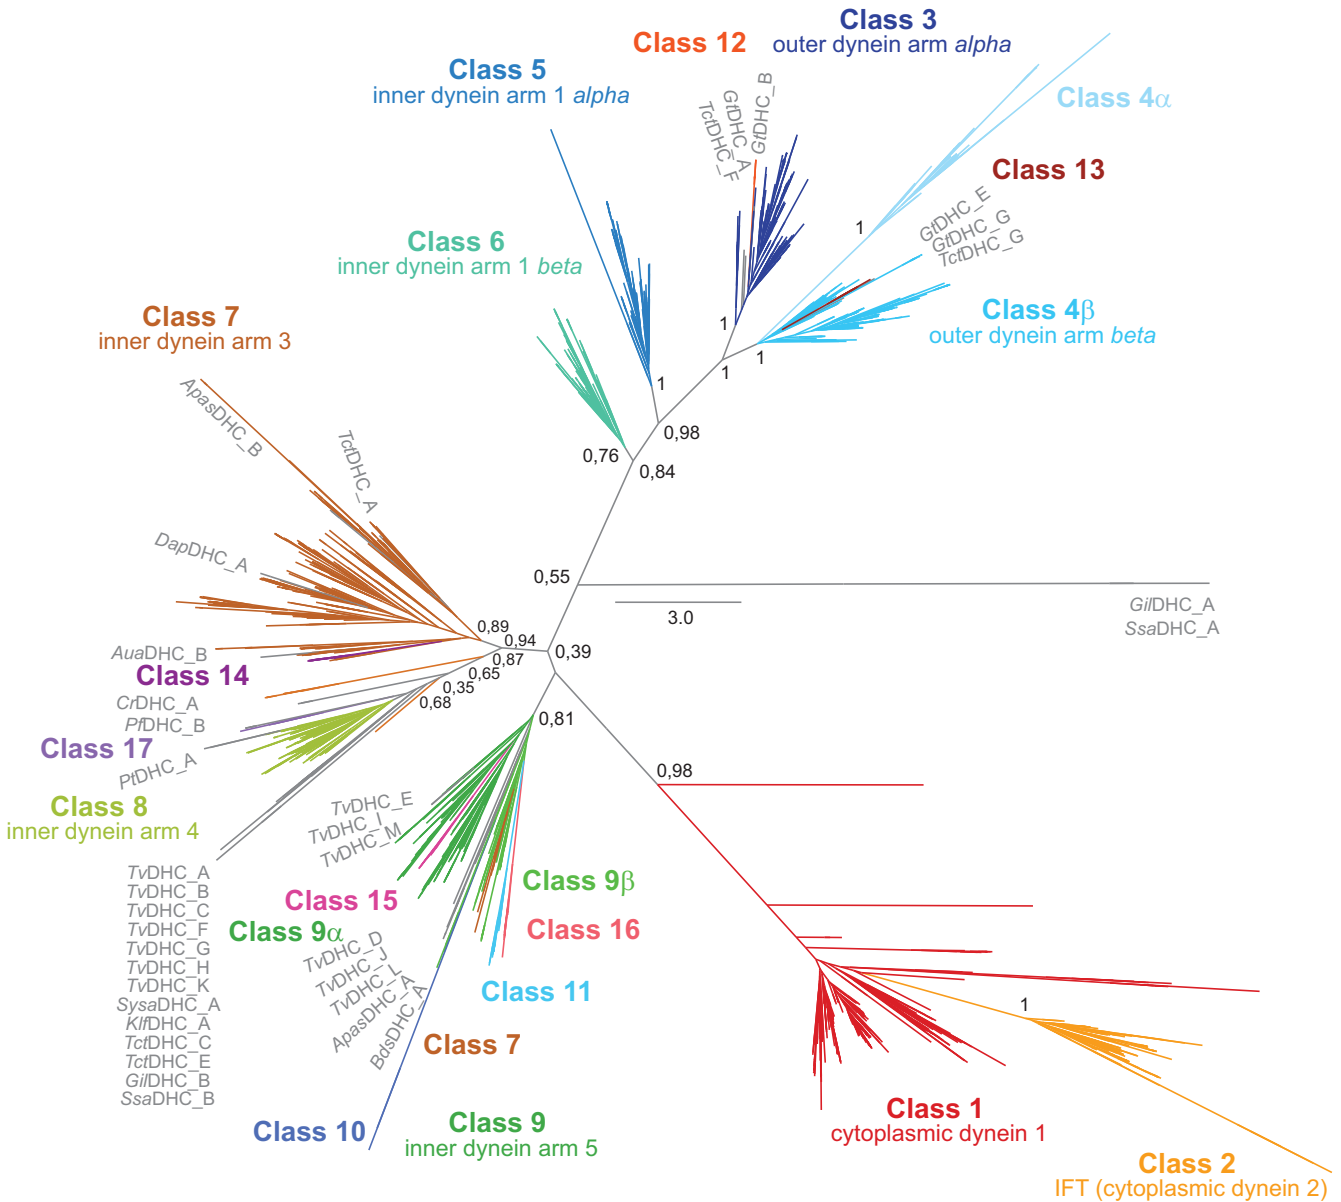 Class 3
outer dynein arm alpha
Class 12
Class 5
inner dynein arm 1 alpha
Class 4α
GtDHC_B
GtDHC_A
TctDHC_F
Class 13
GtDHC_E
GtDHC_G
TctDHC_G
1
Class 6
inner dynein arm 1 beta
Class 4β
outer dynein arm beta
Class 7
inner dynein arm 3
1
1
1
1
ApasDHC_B
TctDHC_A
0,98
0,76
0,84
DapDHC_A
0,55
3.0
GilDHC_A
SsaDHC_A
0,89
0,94
0,39
0,87
AuaDHC_B
Class 14
0,65
0,35
0,68
CrDHC_A
PfDHC_B
0,81
Class 17
PtDHC_A
0,98
Class 8
inner dynein arm 4
TvDHC_E
TvDHC_I
TvDHC_M
TvDHC_A
TvDHC_B
TvDHC_C
TvDHC_F
TvDHC_G
TvDHC_H
TvDHC_K
SysaDHC_A
KlfDHC_A
TctDHC_C
TctDHC_E
GilDHC_B
SsaDHC_B
Class 9β
Class 15
Class 9α
Class 16
TvDHC_D
TvDHC_J
TvDHC_L
ApasDHC_A
BdsDHC_A
Class 11
1
Class 7
Class 10
Class 9
inner dynein arm 5
Class 1
cytoplasmic dynein 1
Class 2
IFT (cytoplasmic dynein 2)